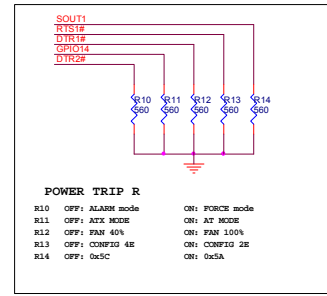 SOUT1
RTS1#
DTR1#
GPIO14
DTR2#
R10 R11 R12 R13 R14
560 560 560 560 560
POWER TRIP R
R10 OFF: ALARM mode ON: FORCE mode
R11 OFF: ATX MODE ON: AT MODE
R12 OFF: FAN 40% ON: FAN 100%
R13 OFF: CONFIG 4E ON: CONFIG 2E
R14 OFF: 0x5C ON: 0x5A